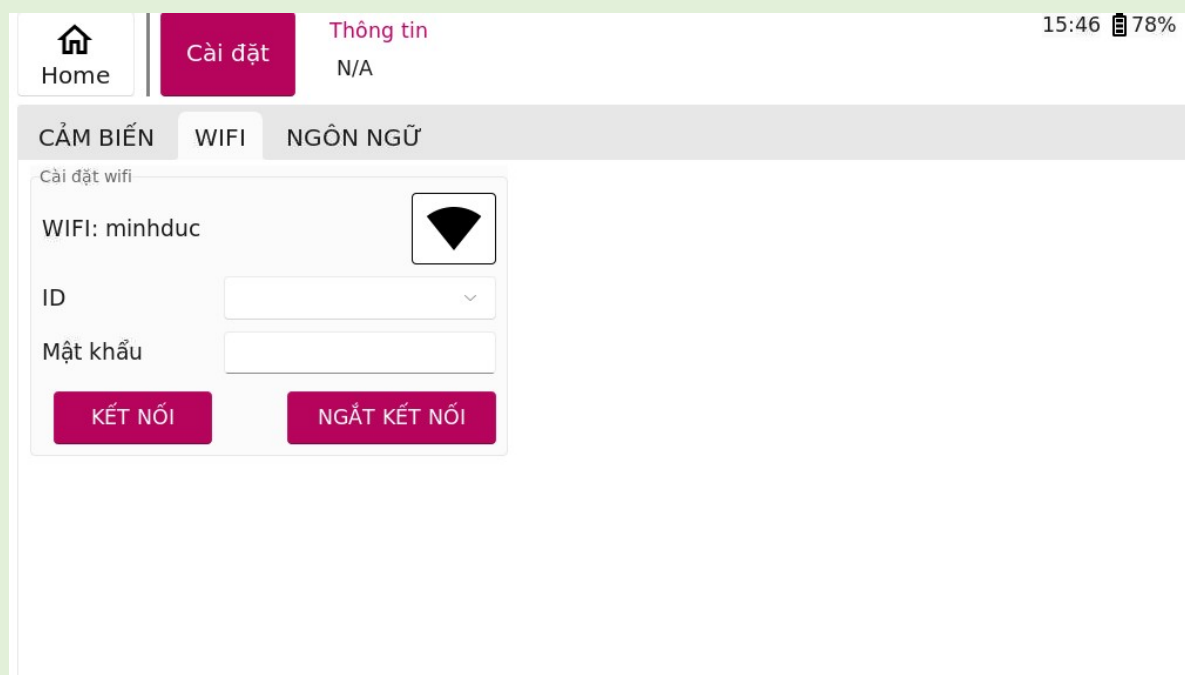 Home
Cài đặt
Thông tin
N/A
15:46 78%
CẢM BIẾN WIFI NGÔN NGỮ
Cài đặt wifi
WIFI: minhduc
ID
Mật khẩu
KẾT NỐI NGẮT KẾT NỐI